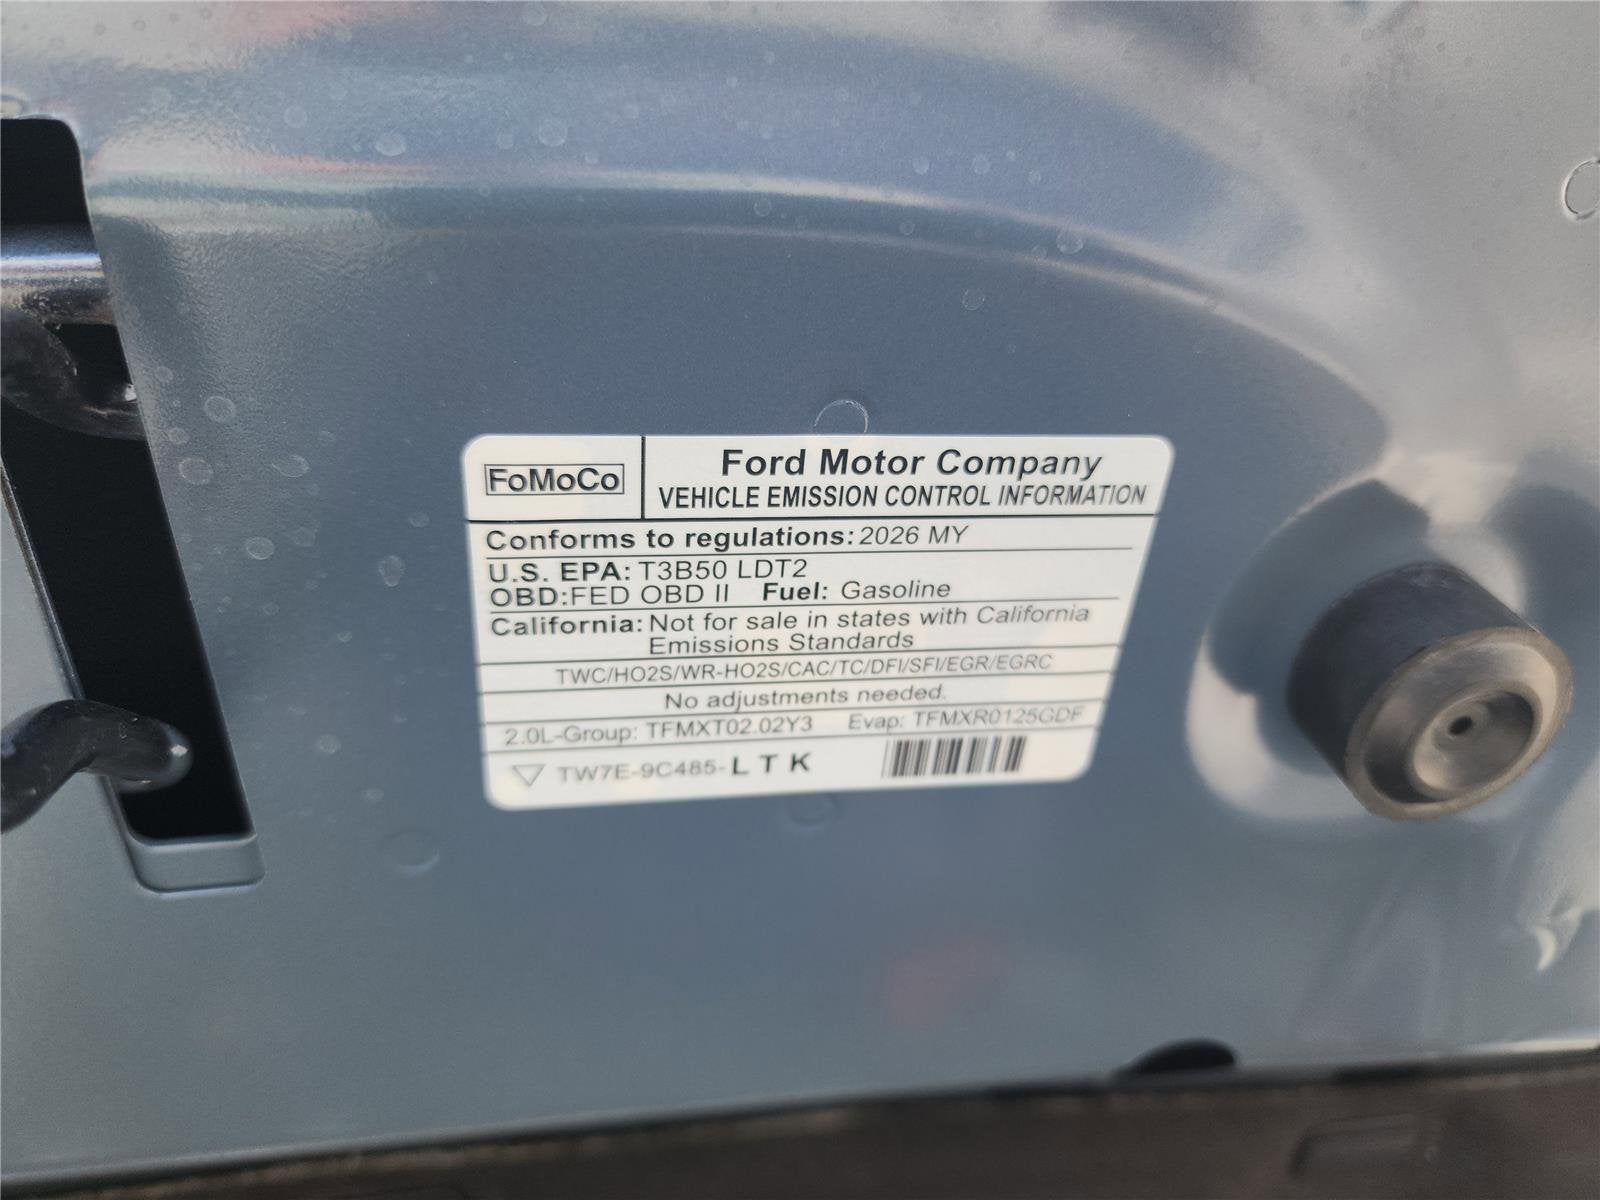 FoMoCo
Ford Motor Company
VEHICLE EMISSION CONTROL INFORMATION
Conforms to regulations: 2026 MY
U.S. EPA: T3B50 LDT2
OBD:FED OBD II Fuel: Gasoline
California: Not for sale in states with California
Emissions Standards
TWC/HO2S/WR-HO2S/CAC/TC/DFI/SFI/EGR/EGRC
No adjustments needed.
2.0L-Group: TFMXT02.02Y3 Evap: TFMXR0125GDF
TW7E-9C485-L T K